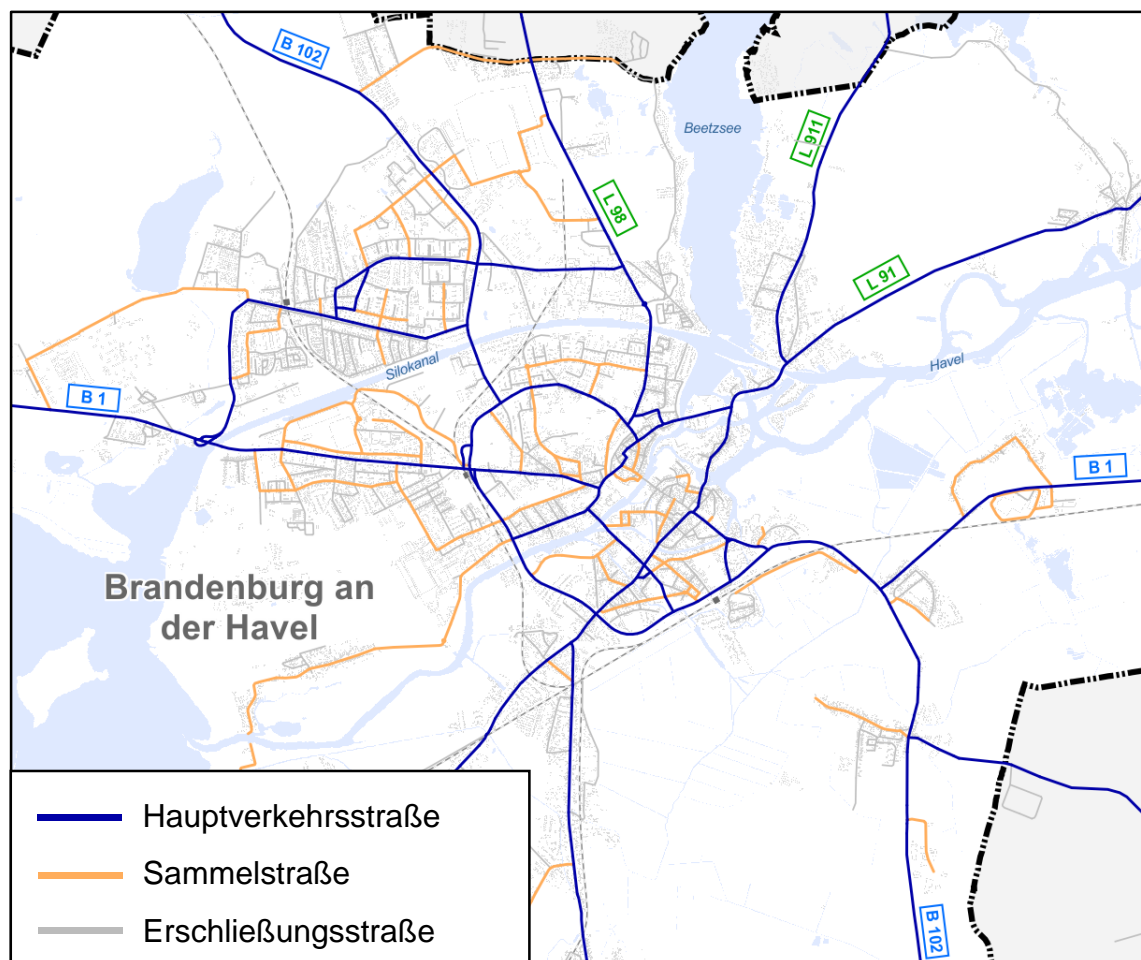 B 102
Beetzsee
L 911
L 98
L 91
Silokanal
Havel
B 1
B 1
Brandenburg an
der Havel
Hauptverkehrsstraße
Sammelstraße
Erschließungsstraße
B 102